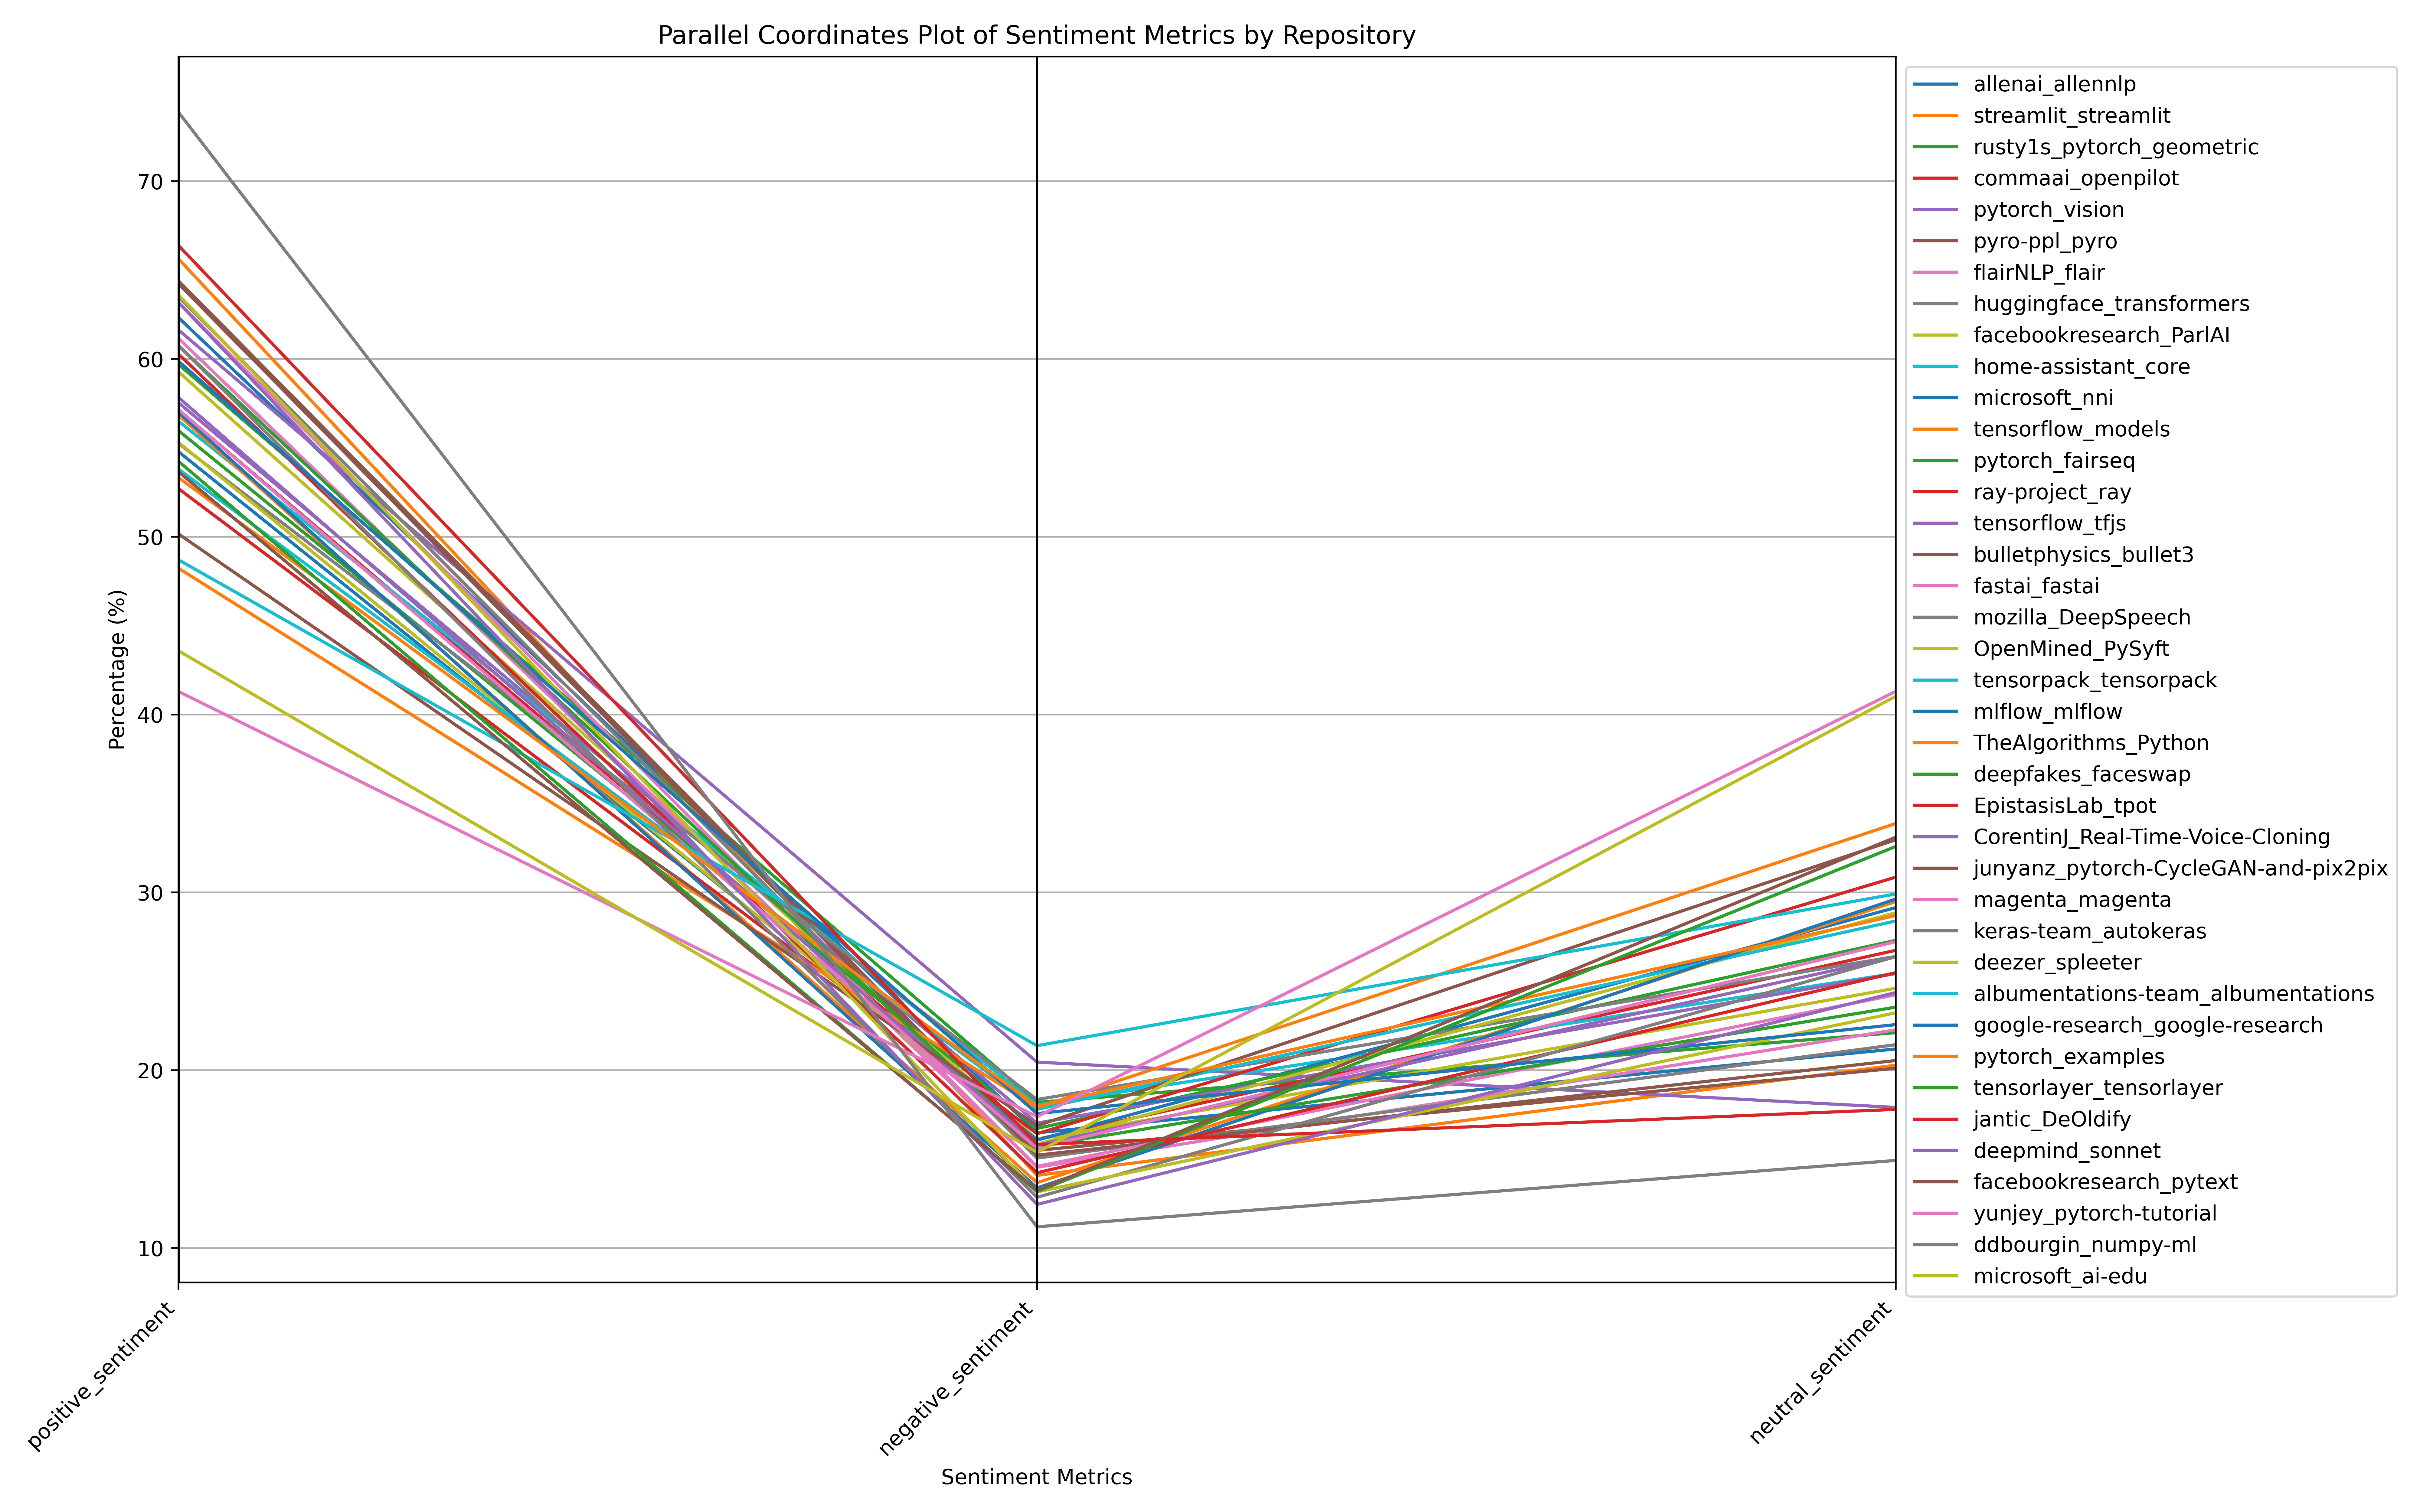 Parallel Coordinates Plot of Sentiment Metrics by Repository
Percentage (%)
70
60
50
40
30
20
10
positive_sentiment
negative_sentiment
neutral_sentiment
Sentiment Metrics
allenai_allennlp
streamlit_streamlit
rusty1s_pytorch_geometric
commaai_openpilot
pytorch_vision
pyro-ppl_pyro
flairNLP_flair
huggingface_transformers
facebookresearch_ParlAI
home-assistant_core
microsoft_nni
tensorflow_models
pytorch_fairseq
ray-project_ray
tensorflow_tfjs
bulletphysics_bullet3
fastai_fastai
mozilla_DeepSpeech
OpenMined_PySyft
tensorpack_tensorpack
mlflow_mlflow
TheAlgorithms_Python
deepfakes_faceswap
EpistasisLab_tpot
CorentinJ_Real-Time-Voice-Cloning
junyanz_pytorch-CycleGAN-and-pix2pix
magenta_magenta
keras-team_autokeras
deezer_spleeter
albumentations-team_albumentations
google-research_google-research
pytorch_examples
tensorlayer_tensorlayer
jantic_DeOldify
deepmind_sonnet
facebookresearch_pytext
yunjey_pytorch-tutorial
ddbourgin_numpy-ml
microsoft_ai-edu